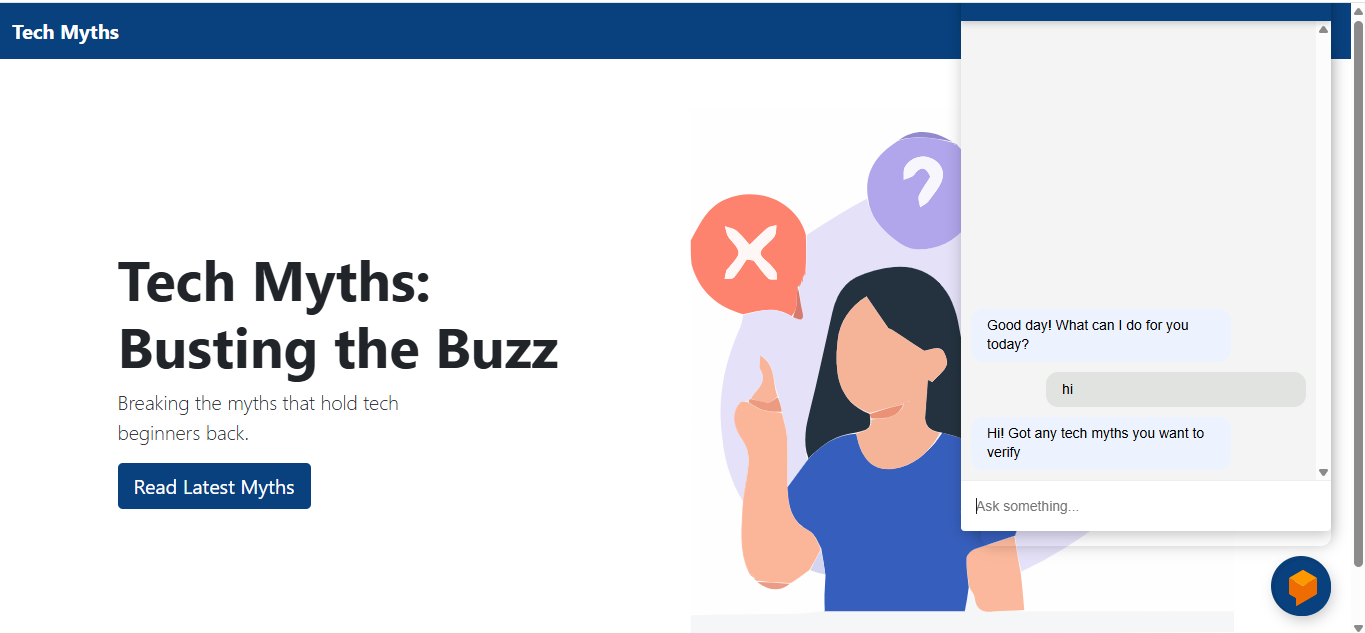 Tech Myths
Tech Myths:
Busting the Buzz
Breaking the myths that hold tech
beginners back.
Read Latest Myths
?
Good day! What can I do for you
today?
hi
Hi! Got any tech myths you want to
verify
Ask something...